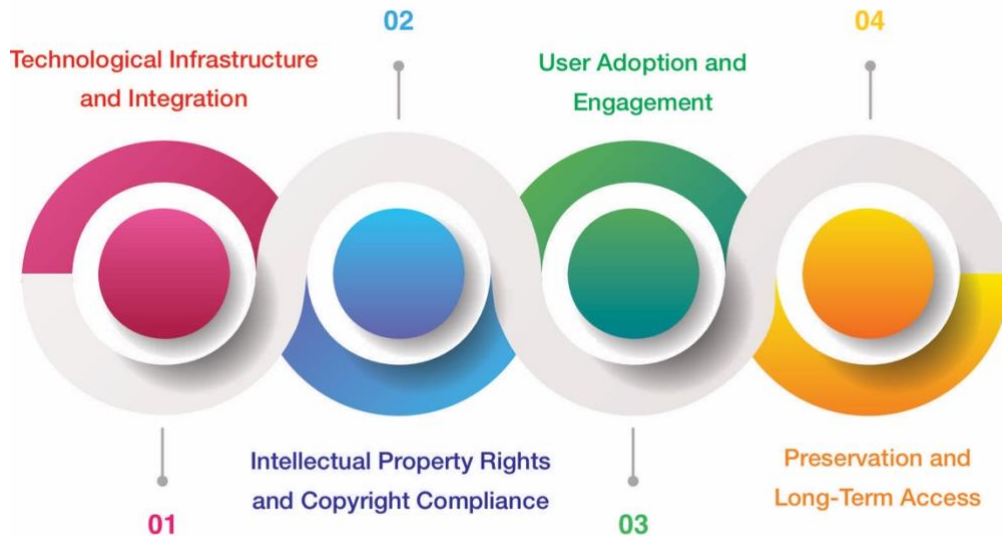 02
04
Technological Infrastructure
and Integration
User Adoption and
Engagement
Intellectual Property Rights
and Copyright Compliance
Preservation and
Long-Term Access
01
03